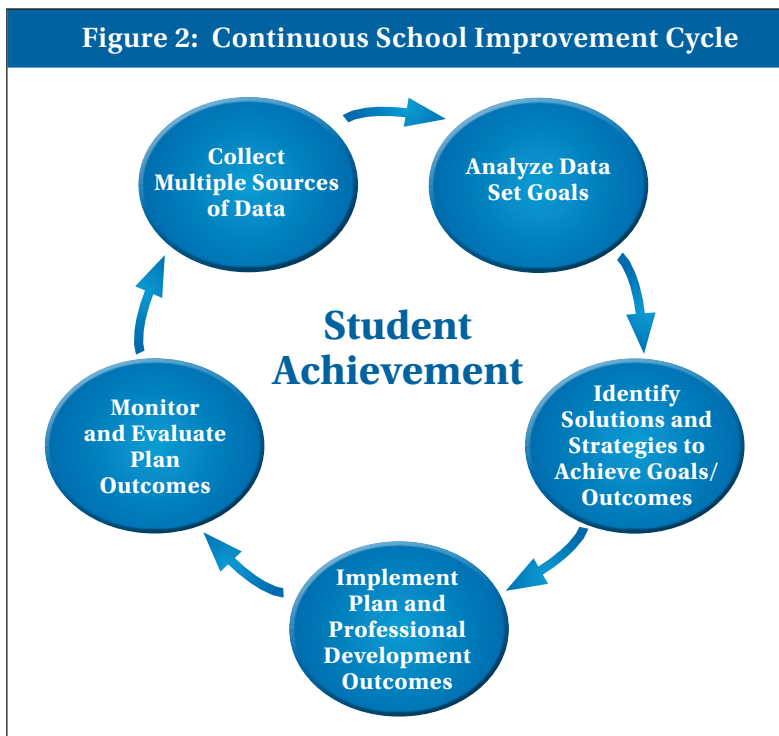 Figure 2: Continuous School Improvement Cycle
Collect
Multiple Sources
of Data
Analyze Data
Set Goals
Student
Achievement
Identify
Solutions and
Strategies to
Achieve Goals/
Outcomes
Implement
Plan and
Professional
Development
Outcomes
Monitor
and Evaluate
Plan
Outcomes